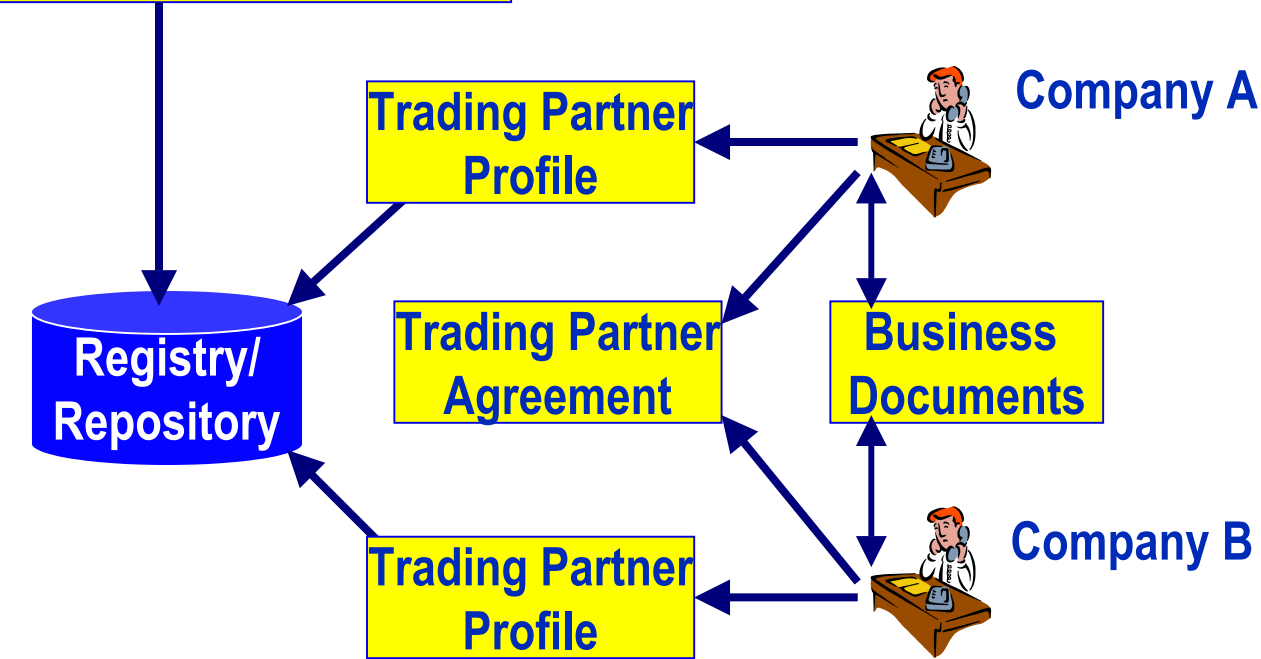 Trading Partner
Profile
Company A
Registry/
Repository
Trading Partner
Agreement
Business
Documents
Trading Partner
Profile
Company B